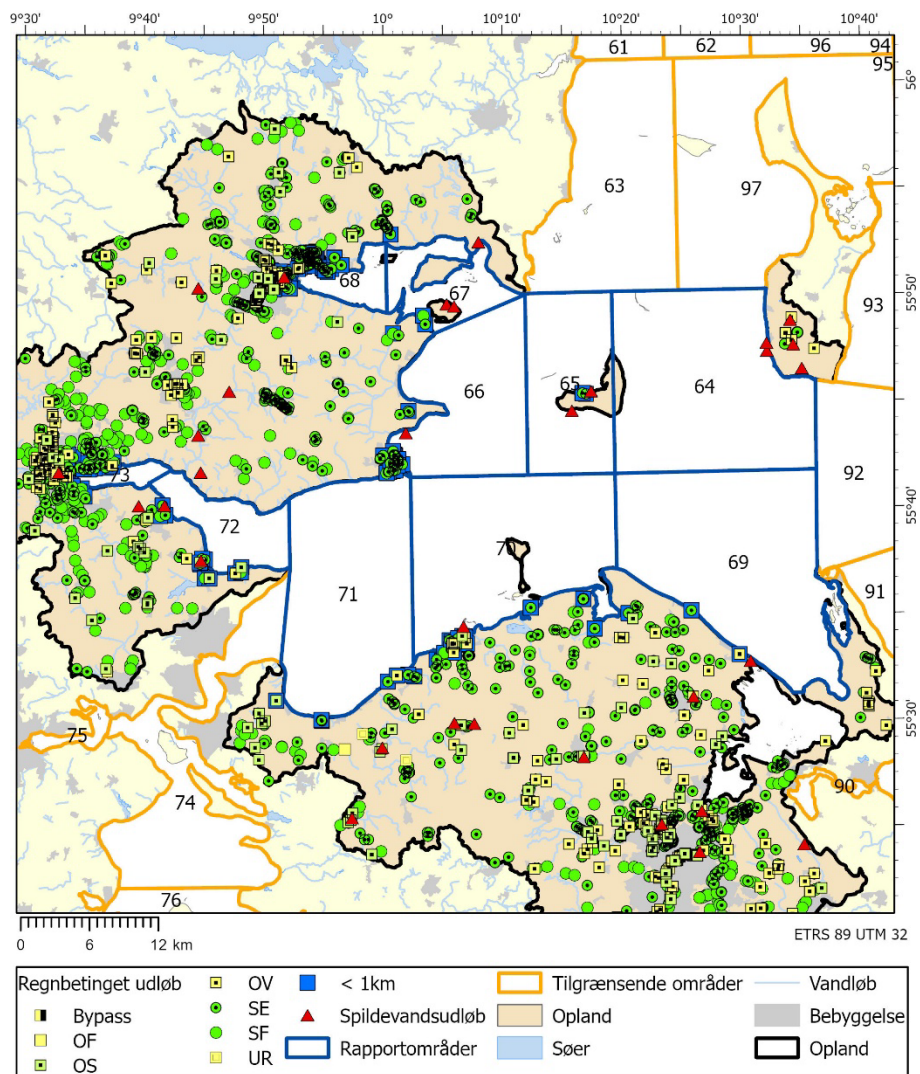 9°30 9°40 9°50 10° 10°10 10°20 10°30 10°40
61 62 96 94
95
56°
63
97
68
67
55°50
93
66
65
64
73
92
72
55°40
70
69
71
91
75
55°30
74
90
76
0 6 12 km
ETRS 89 UTM 32
Regnbetinget udløb
Bypass
OF
OS
OV
SE
SF
UR
< 1km
Spildevandsudløb
Rapportområder
Tilgrænsende områder
Opland
Søer
Vandløb
Bebyggelse
Opland